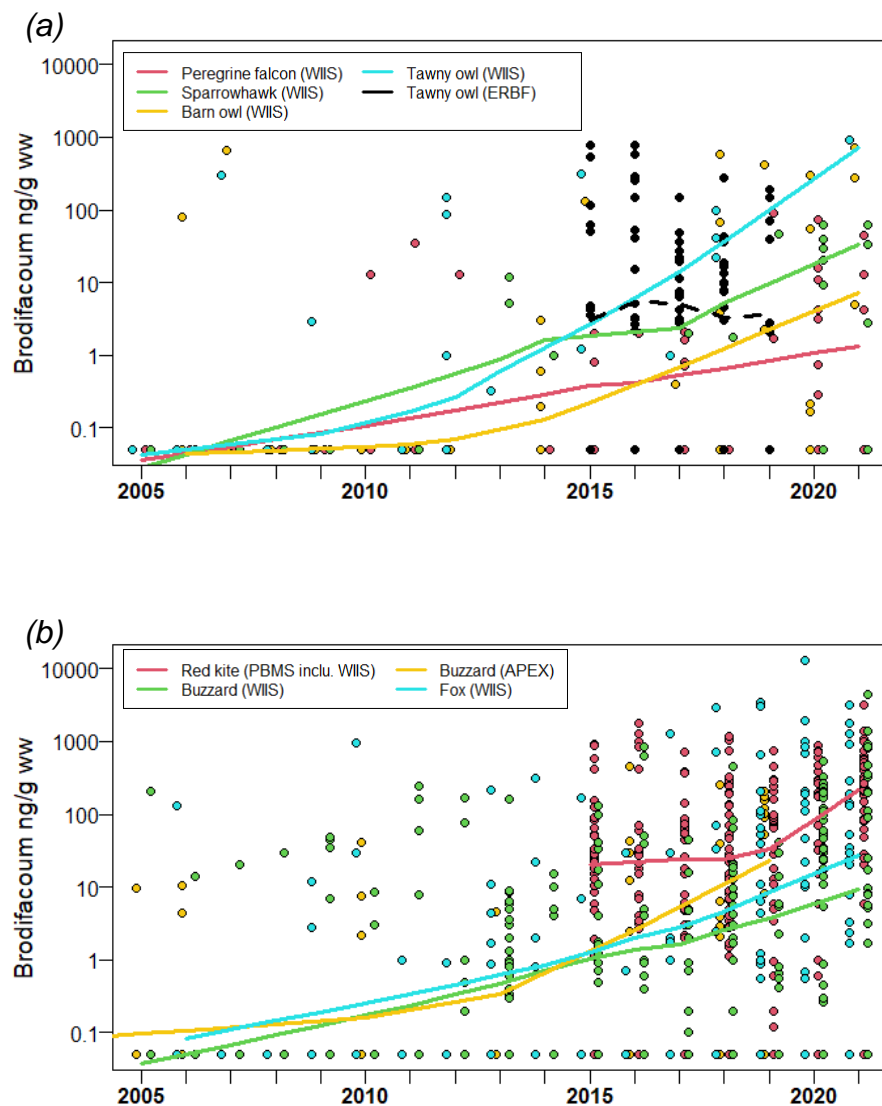 (a)
Peregrine falcon (WIIS)
Sparrowhawk (WIIS)
Barn owl (WIIS)
Tawny owl (WIIS)
Tawny owl (ERBF)
Brodifacoum ng/g ww
10000
1000
100
10
1
0.1
2005 2010 2015 2020
(b)
Red kite (PBMS inclu. WIIS)
Buzzard (WIIS)
Buzzard (APEX)
Fox (WIIS)
Brodifacoum ng/g ww
10000
1000
100
10
1
0.1
2005 2010 2015 2020